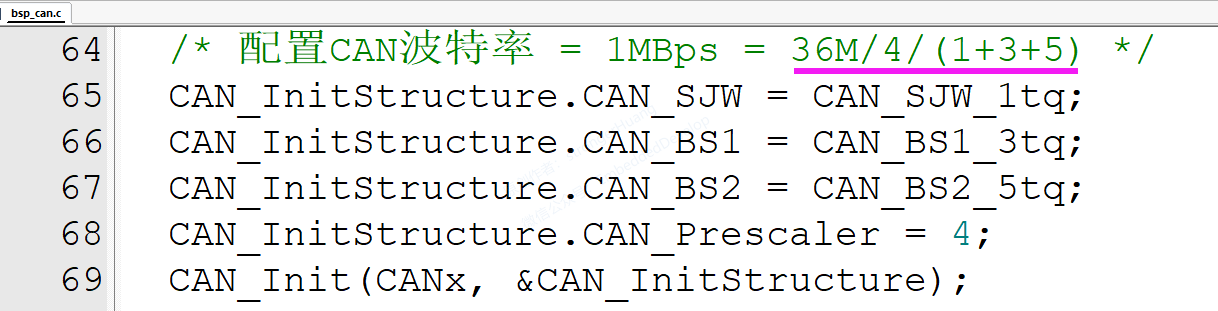 bsp_can.c
64 /* 配置CAN波特率 = 1MBps = 36M/4/(1+3+5) */
65 CAN_InitStructure.CAN_SJW = CAN_SJW_1tq;
66 CAN_InitStructure.CAN_BS1 = CAN_BS1_3tq;
67 CAN_InitStructure.CAN_BS2 = CAN_BS2_5tq;
68 CAN_InitStructure.CAN_Prescaler = 4;
69 CAN_Init(CANx, &CAN_InitStructure);